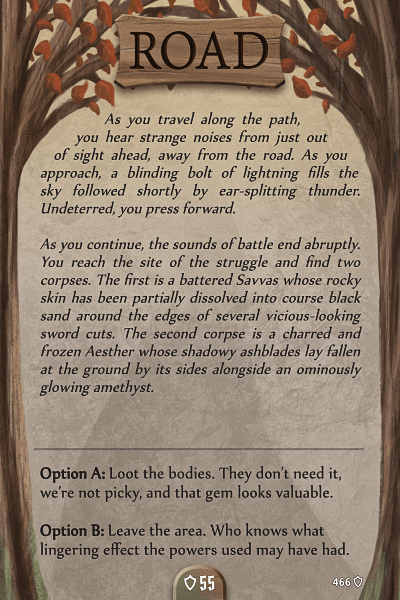 ROAD
As you travel along the path,
you hear strange noises from just out
of sight ahead, away from the road. As you
approach, a blinding bolt of lightning fills the
sky followed shortly by ear-splitting thunder.
Undeterred, you press forward.
As you continue, the sounds of battle end abruptly.
You reach the site of the struggle and find two
corpses. The first is a battered Savvas whose rocky
skin has been partially dissolved into course black
sand around the edges of several vicious-looking
sword cuts. The second corpse is a charred and
frozen Aesther whose shadowy ashblades lay fallen
at the ground by its sides alongside an ominously
glowing amethyst.
Option A: Loot the bodies. They don't need it,
we're not picky, and that gem looks valuable.
Option B: Leave the area. Who knows what
lingering effect the powers used may have had.
55
466